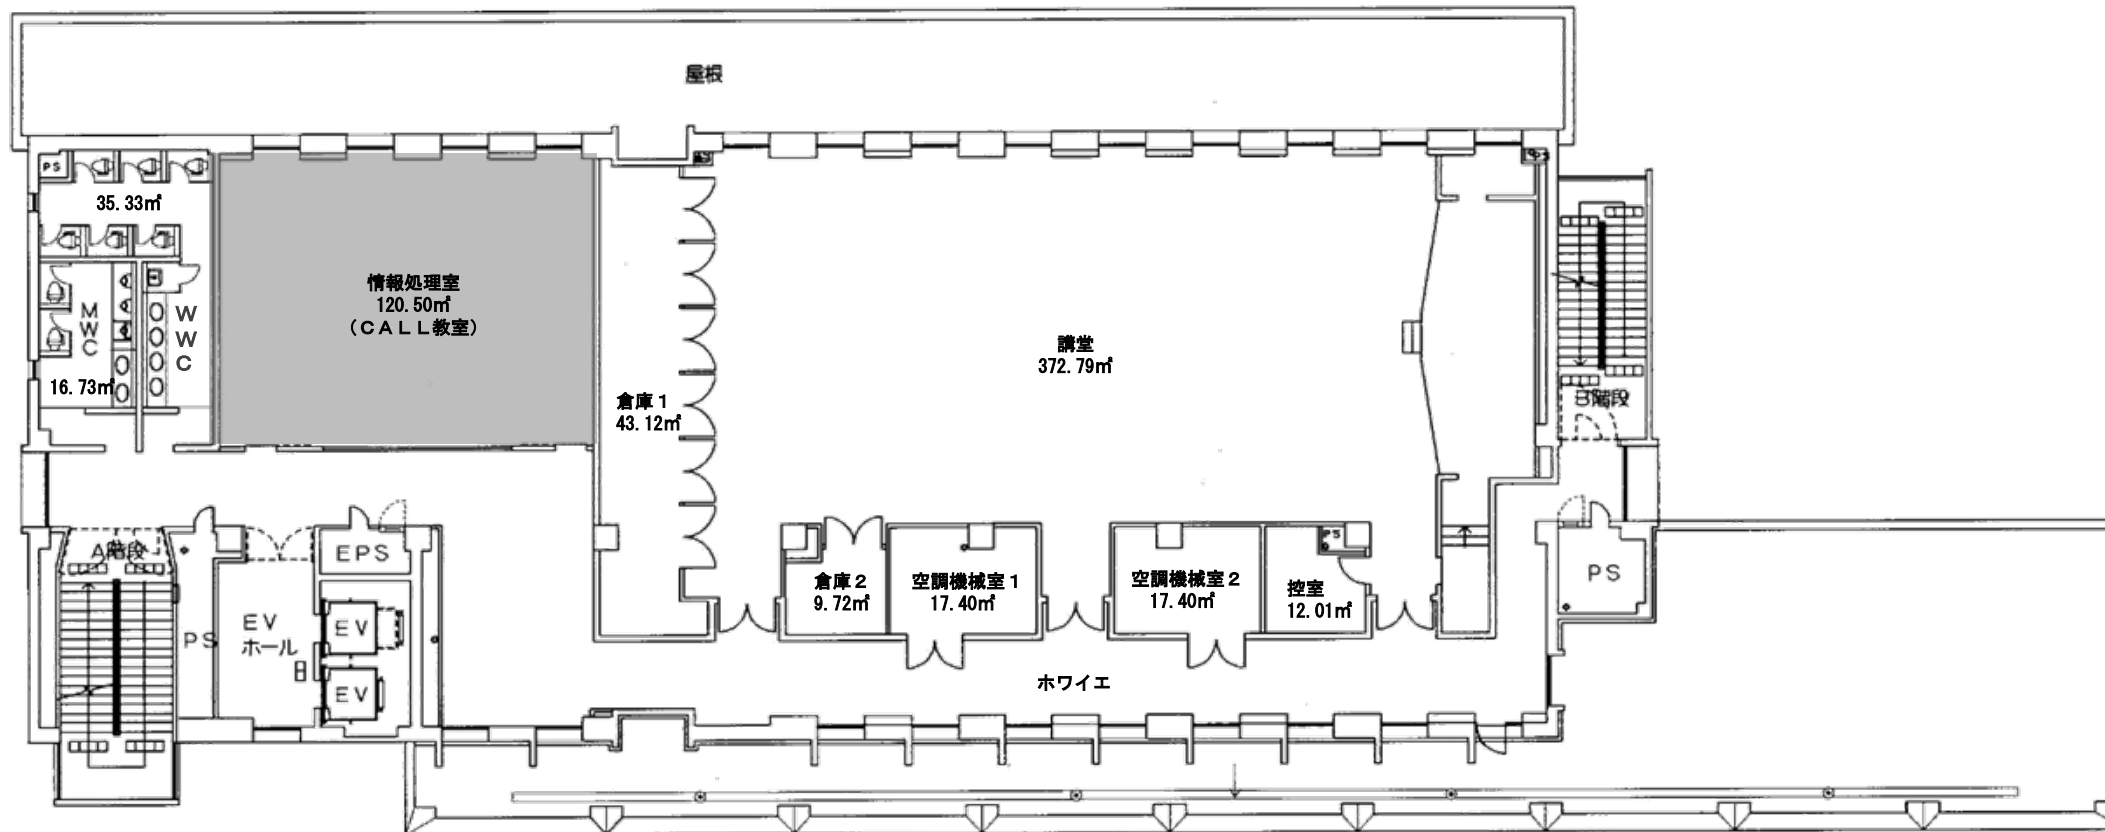 屋根
PS
35.33㎡
MWC
WWC
16.73㎡
情報処理室
120.50㎡
（CALL教室）
倉庫1
43.12㎡
講堂
372.79㎡
B階段
A階段
PS
EV
ホール
EPS
EV
EV
倉庫2
9.72㎡
空調機械室1
17.40㎡
空調機械室2
17.40㎡
PS
控室
12.01㎡
PS
ホワイエ